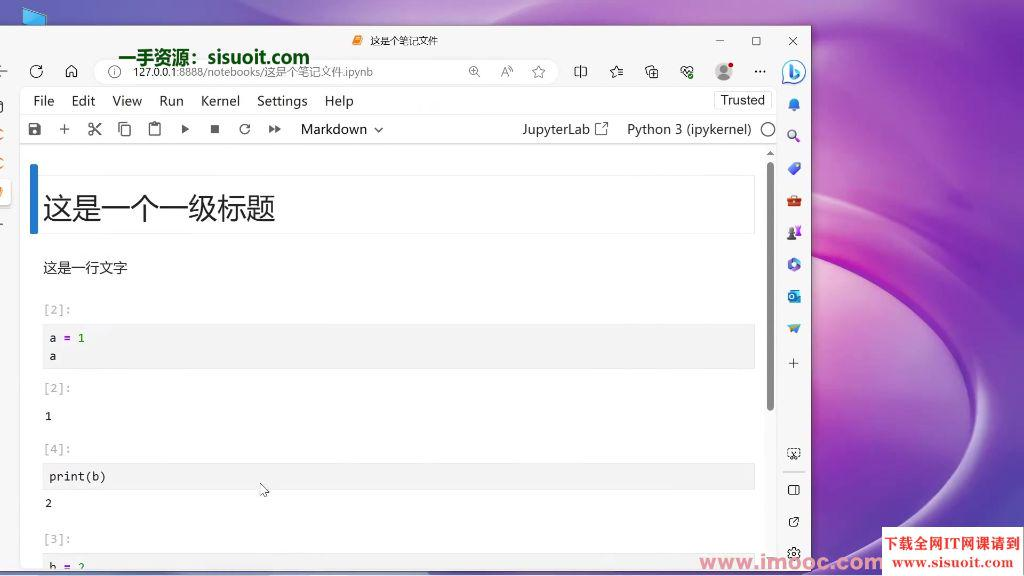 这是个笔记文件
一手资源：sisuoit.com
127.0.0.1:8888/notebooks/这是个笔记文件.ipynb
File Edit View Run Kernel Settings Help
Trusted
Markdown
JupyterLab
Python 3 (ipykernel)
这是一个一级标题
这是一行文字
[2]:
a = 1
a
[2]:
1
[4]:
print(b)
2
[3]:
b = 2
www.imooc.com
下载全网IT网课请到
www.sisuoit.com